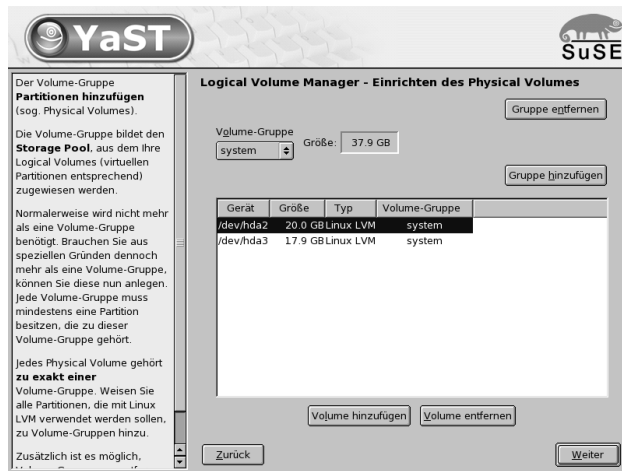 YaST
SuSE
Der Volume-Gruppe
Partitionen hinzufügen
(sog. Physical Volumes).
Die Volume-Gruppe bildet den
Storage Pool, aus dem Ihre
Logical Volumes (virtuellen
Partitionen entsprechend)
zugewiesen werden.
Normalerweise wird nicht mehr
als eine Volume-Gruppe
benötigt. Brauchen Sie aus
speziellen Gründen dennoch
mehr als eine Volume-Gruppe,
können Sie diese nun anlegen.
Jede Volume-Gruppe muss
mindestens eine Partition
besitzen, die zu dieser
Volume-Gruppe gehört.
Jedes Physical Volume gehört
zu exakt einer
Volume-Gruppe. Weisen Sie
alle Partitionen, die mit Linux
LVM verwendet werden sollen,
zu Volume-Gruppen hinzu.
Zusätzlich ist es möglich,
Logical Volume Manager - Einrichten des Physical Volumes
Gruppe entfernen
Volume-Gruppe
system
Größe: 37.9 GB
Gruppe hinzufügen
Gerät Größe Typ Volume-Gruppe
/dev/hda2 20.0 GB Linux LVM system
/dev/hda3 17.9 GB Linux LVM system
Volume hinzufügen Volume entfernen
Zurück Weiter